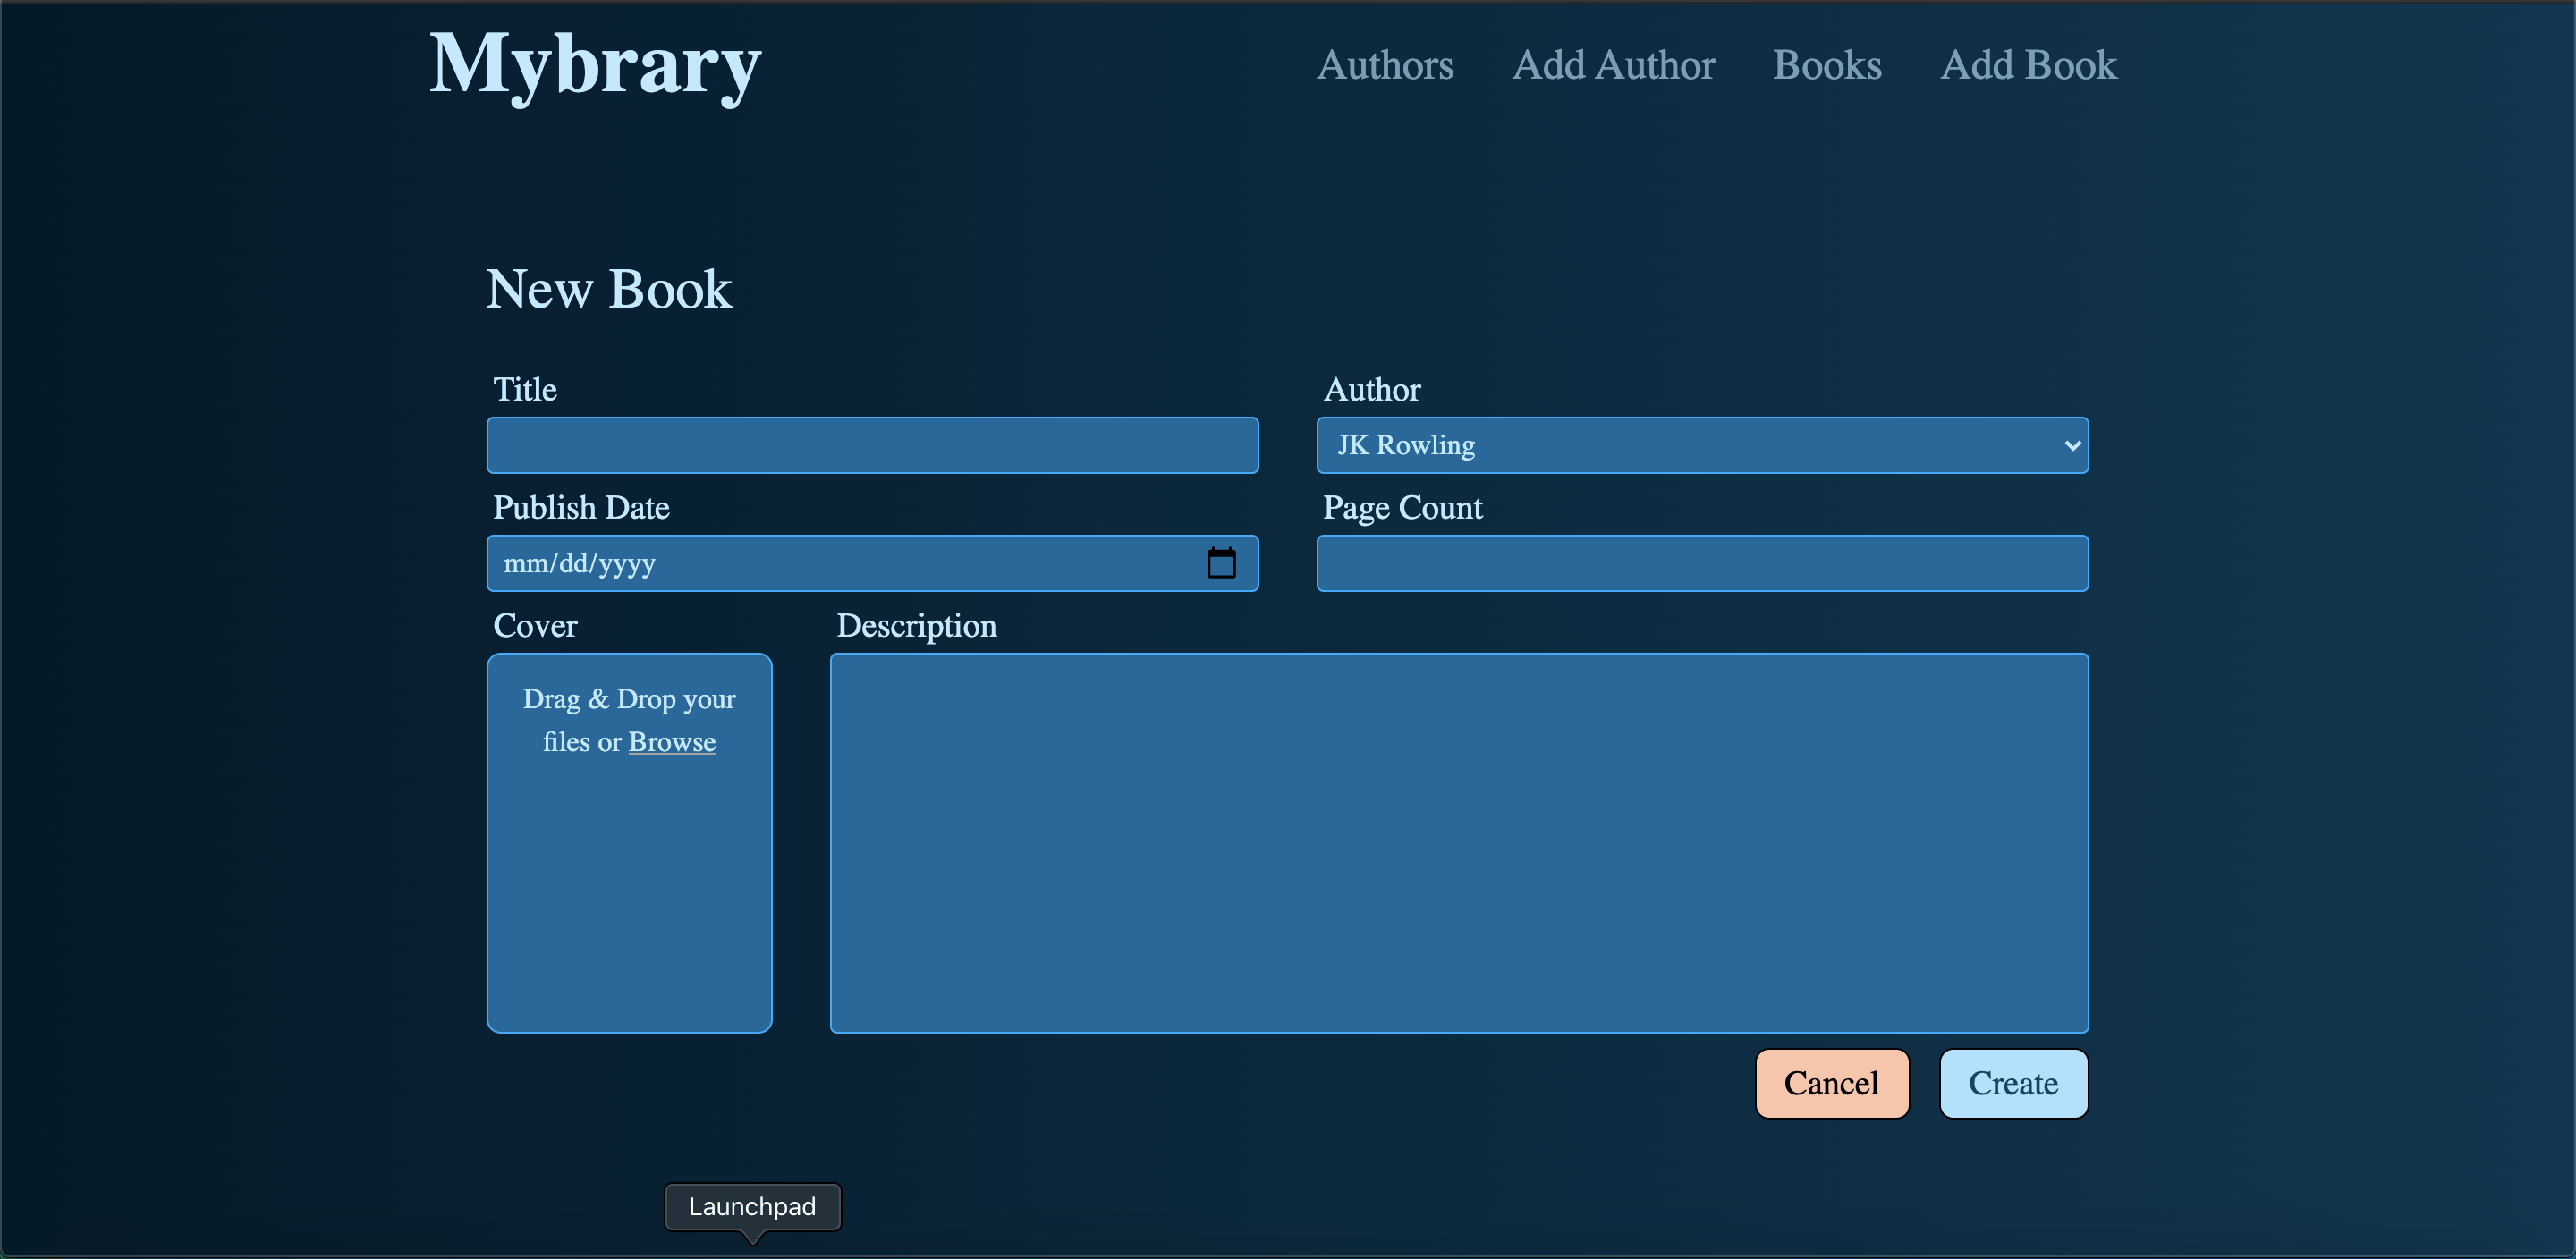 Mybrary
Authors Add Author Books Add Book
New Book
Title
Author
JK Rowling
Publish Date
Page Count
mm/dd/yyyy
Cover
Description
Drag & Drop your
files or Browse
Cancel
Create
Launchpad